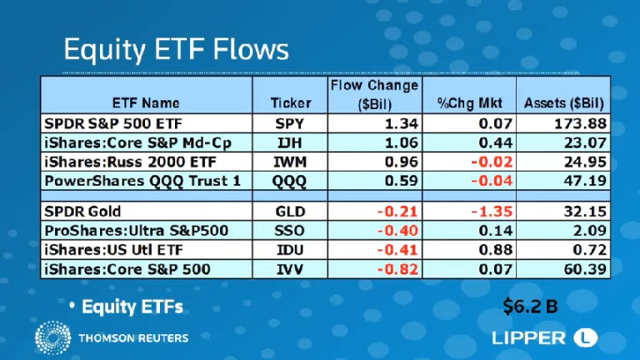 Equity ETF Flows
ETF Name Ticker Flow Change ($Bil) %Chg Mkt Assets ($Bil)
SPDR S&P 500 ETF SPY 1.34 0.07 173.88
iShares:Core S&P Md-Cp IJH 1.06 0.44 23.07
iShares:Russ 2000 ETF IWM 0.96 -0.02 24.95
PowerShares QQQ Trust 1 QQQ 0.59 -0.04 47.19
SPDR Gold GLD -0.21 -1.35 32.15
ProShares:Ultra S&P500 SSO -0.40 0.14 2.09
iShares:US Utl ETF IDU -0.41 0.88 0.72
iShares:Core S&P 500 IVV -0.82 0.07 60.39
• Equity ETFs $6.2 B
THOMSON REUTERS LIPPER L